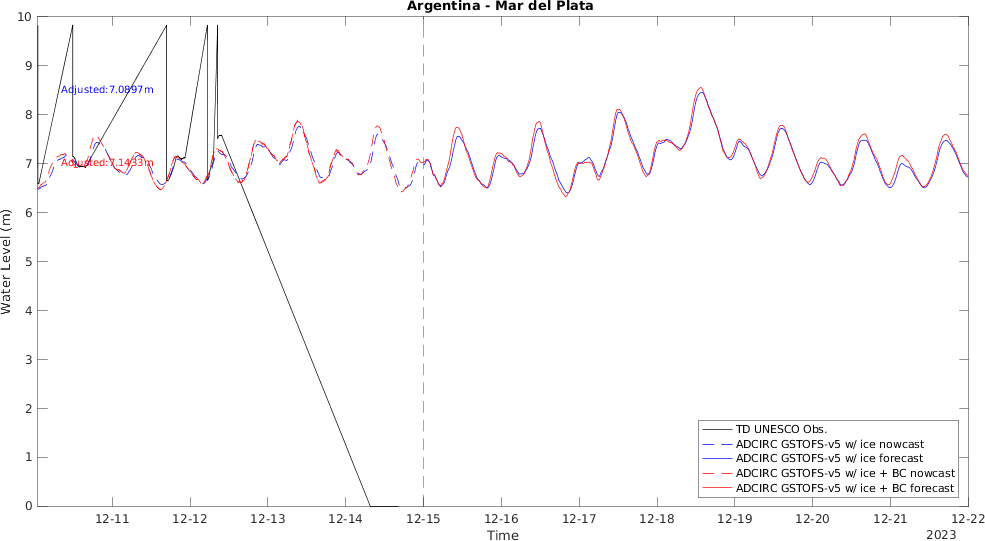 Argentina - Mar del Plata
10
9
8
7
6
5
4
3
2
1
0
Water Level (m)
Adjusted:7.0897m
Adjusted:7.1433m
TD UNESCO Obs.
ADCIRC GSTOFS-v5 w/ ice nowcast
ADCIRC GSTOFS-v5 w/ ice forecast
ADCIRC GSTOFS-v5 w/ ice + BC nowcast
ADCIRC GSTOFS-v5 w/ ice + BC forecast
12-11 12-12 12-13 12-14 12-15 12-16 12-17 12-18 12-19 12-20 12-21 12-22
Time
2023